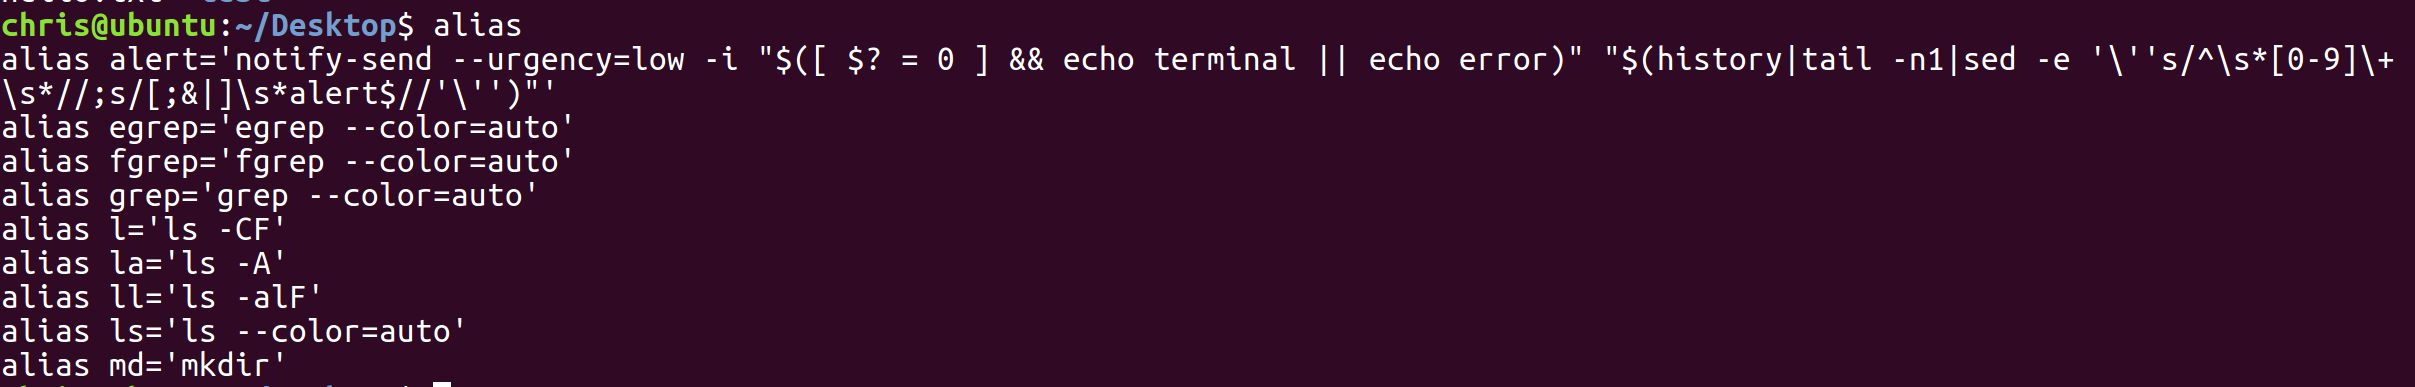 chris@ubuntu:~/Desktop$ alias
alias alert='notify-send --urgency=low -i "$([ $? = 0 ] && echo terminal || echo error)" "$(history|tail -n1|sed -e '\''s/^\s*[0-9]\+
\s*//;s/[;&|]\s*alert$//'\'')"'
alias egrep='egrep --color=auto'
alias fgrep='fgrep --color=auto'
alias grep='grep --color=auto'
alias l='ls -CF'
alias la='ls -A'
alias ll='ls -alF'
alias ls='ls --color=auto'
alias md='mkdir'